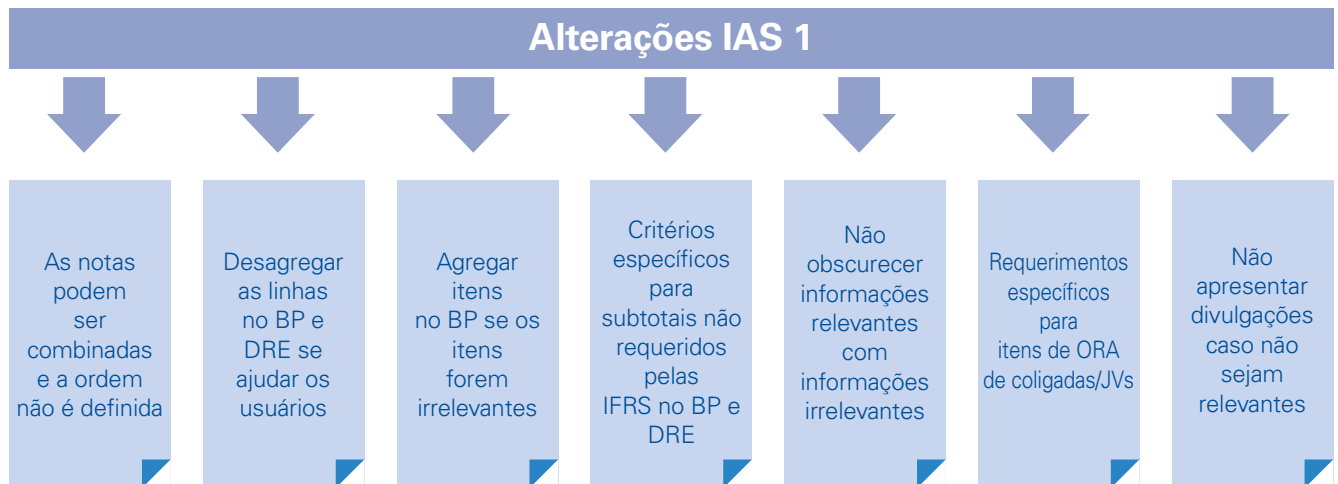 Alterações IAS 1
As notas
podem
ser
combinadas
e a ordem
não é definida
Desagregar
as linhas
no BP e
DRE se
ajudar os
usuários
Agregar
itens
no BP se os
itens
forem
irrelevantes
Critérios
específicos
para
subtotais não
requeridos
pelas
IFRS no BP e
DRE
Não
obscurecer
informações
relevantes
com
informações
irrelevantes
Requerimentos
específicos
para
itens de ORA
de coligadas/JVs
Não
apresentar
divulgações
caso não
sejam
relevantes